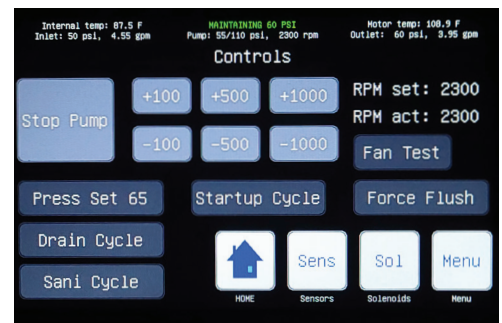 Internal temp: 87.5 F
MAINTAINING 60 PSI
Motor temp: 108.9 F
Inlet: 50 psi,  4.55 gpm
Pump: 55/110 psi,  2300 rpm
Outlet:  60 psi,  3.95 gpm
Controls
Stop Pump
+100
+500
+1000
RPM set: 2300
RPM act: 2300
-100
-500
-1000
Fan Test
Press Set 65
Startup Cycle
Force Flush
Drain Cycle
Sani Cycle
Sens
Sol
Menu
HOME
Sensors
Solenoids
Menu